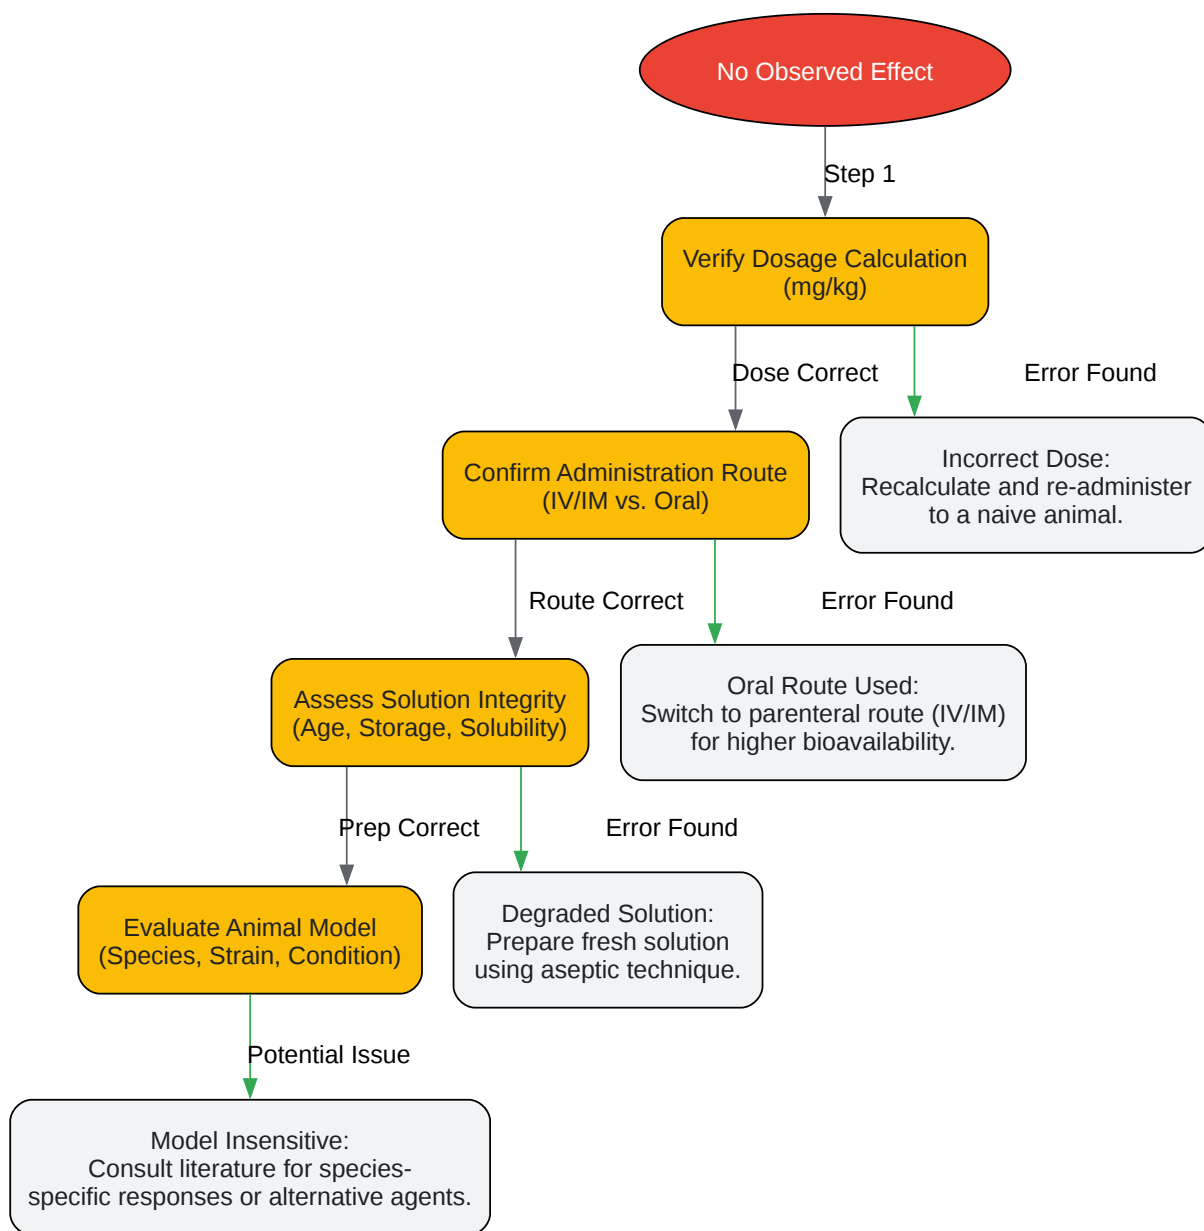 No Observed Effect
Step 1
Verify Dosage Calculation
(mg/kg)
Dose Correct
Error Found
Confirm Administration Route
(IV/IM vs. Oral)
Incorrect Dose:
Recalculate and re-administer
to a naive animal.
Route Correct
Error Found
Assess Solution Integrity
(Age, Storage, Solubility)
Oral Route Used:
Switch to parenteral route (IV/IM)
for higher bioavailability.
Prep Correct
Error Found
Evaluate Animal Model
(Species, Strain, Condition)
Degraded Solution:
Prepare fresh solution
using aseptic technique.
Potential Issue
Model Insensitive:
Consult literature for species-
specific responses or alternative agents.